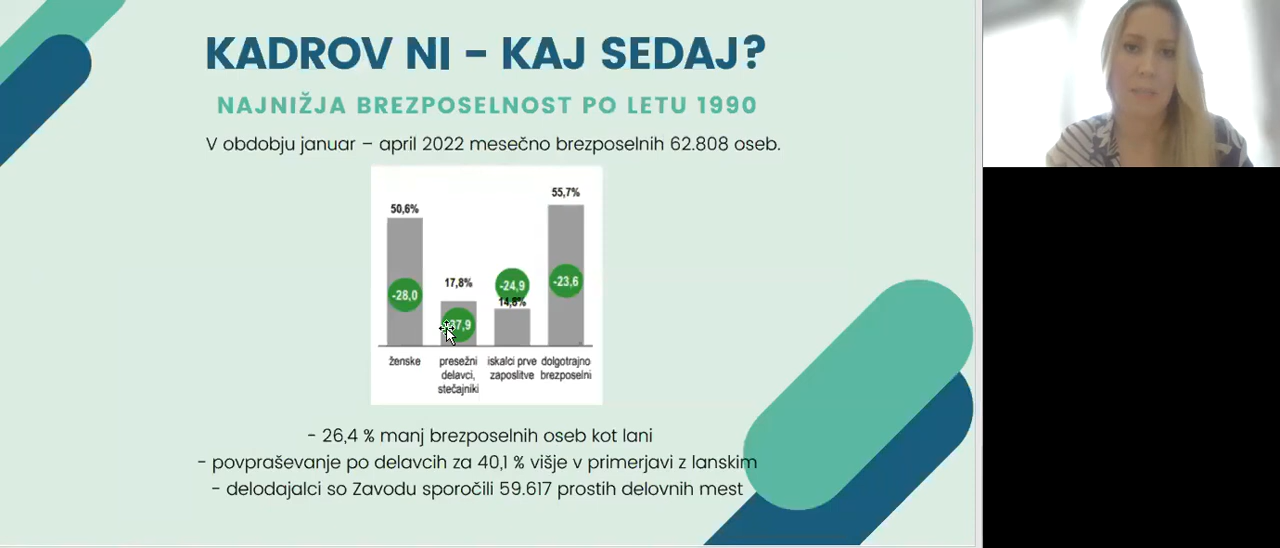 KADROV NI - KAJ SEDAJ?
NAJNIŽJA BREZPOSELNOST PO LETU 1990
V obdobju januar – april 2022 mesečno brezposelnih 62.808 oseb.
55,7%
50,6%
17,8%
-24,9
-23,6
-28,0
14,8%
37,9
ženske
presežni delavci, stečajniki
iskalci prve zaposlitve
dolgotrajno brezposelni
- 26,4 % manj brezposelnih oseb kot lani
- povpraševanje po delavcih za 40,1 % višje v primerjavi z lanskim
- delodajalci so Zavodu sporočili 59.617 prostih delovnih mest